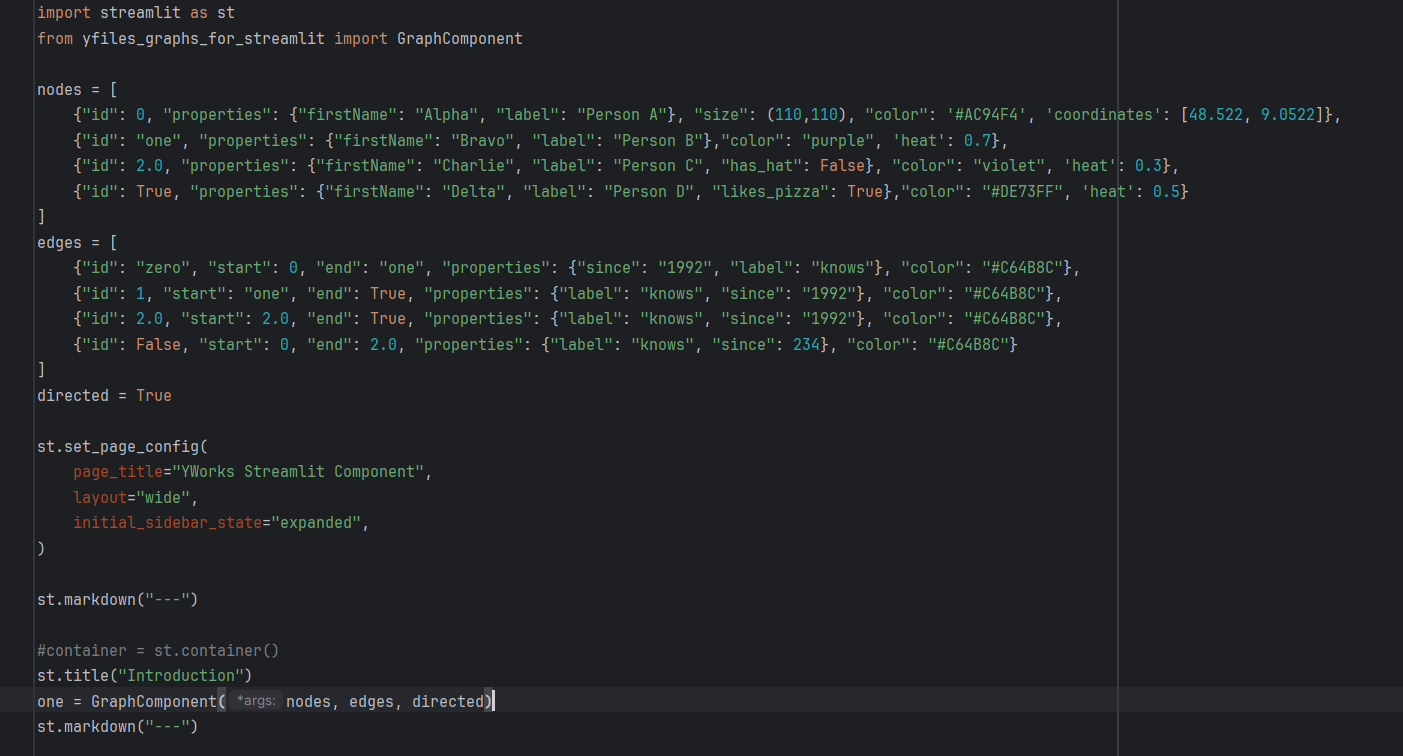 import streamlit as st
from yfiles_graphs_for_streamlit import GraphComponent
nodes = [
    {"id": 0, "properties": {"firstName": "Alpha", "label": "Person A"}, "size": (110,110), "color": '#AC94F4', 'coordinates': [48.522, 9.0522]},
    {"id": "one", "properties": {"firstName": "Bravo", "label": "Person B"},"color": "purple", 'heat': 0.7},
    {"id": 2.0, "properties": {"firstName": "Charlie", "label": "Person C", "has_hat": False}, "color": "violet", 'heat': 0.3},
    {"id": True, "properties": {"firstName": "Delta", "label": "Person D", "likes_pizza": True},"color": "#DE73FF", 'heat': 0.5}
]
edges = [
    {"id": "zero", "start": 0, "end": "one", "properties": {"since": "1992", "label": "knows"}, "color": "#C64B8C"},
    {"id": 1, "start": "one", "end": True, "properties": {"label": "knows", "since": "1992"}, "color": "#C64B8C"},
    {"id": 2.0, "start": 2.0, "end": True, "properties": {"label": "knows", "since": "1992"}, "color": "#C64B8C"},
    {"id": False, "start": 0, "end": 2.0, "properties": {"label": "knows", "since": 234}, "color": "#C64B8C"}
]
directed = True
st.set_page_config(
    page_title="YWorks Streamlit Component",
    layout="wide",
    initial_sidebar_state="expanded",
)
st.markdown("---")
#container = st.container()
st.title("Introduction")
one = GraphComponent( *args: nodes, edges, directed)
st.markdown("---")